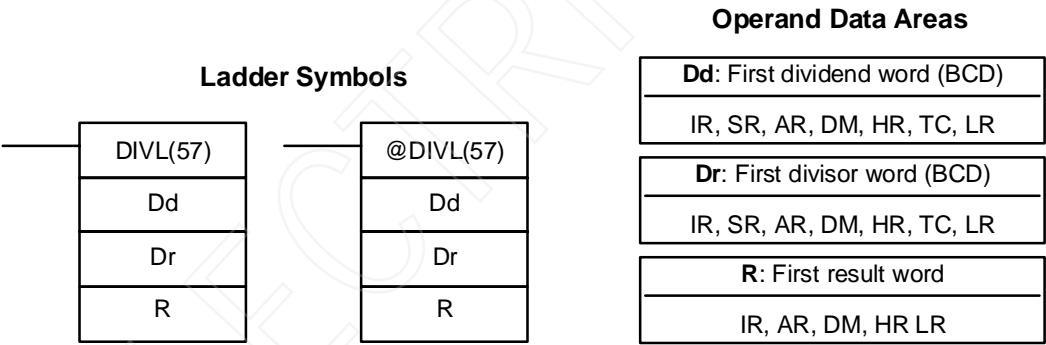 Operand Data Areas
Ladder Symbols
DIVL(57)
Dd
Dr
R
@DIVL(57)
Dd
Dr
R
Dd: First dividend word (BCD)
IR, SR, AR, DM, HR, TC, LR
Dr: First divisor word (BCD)
IR, SR, AR, DM, HR, TC, LR
R: First result word
IR, AR, DM, HR LR